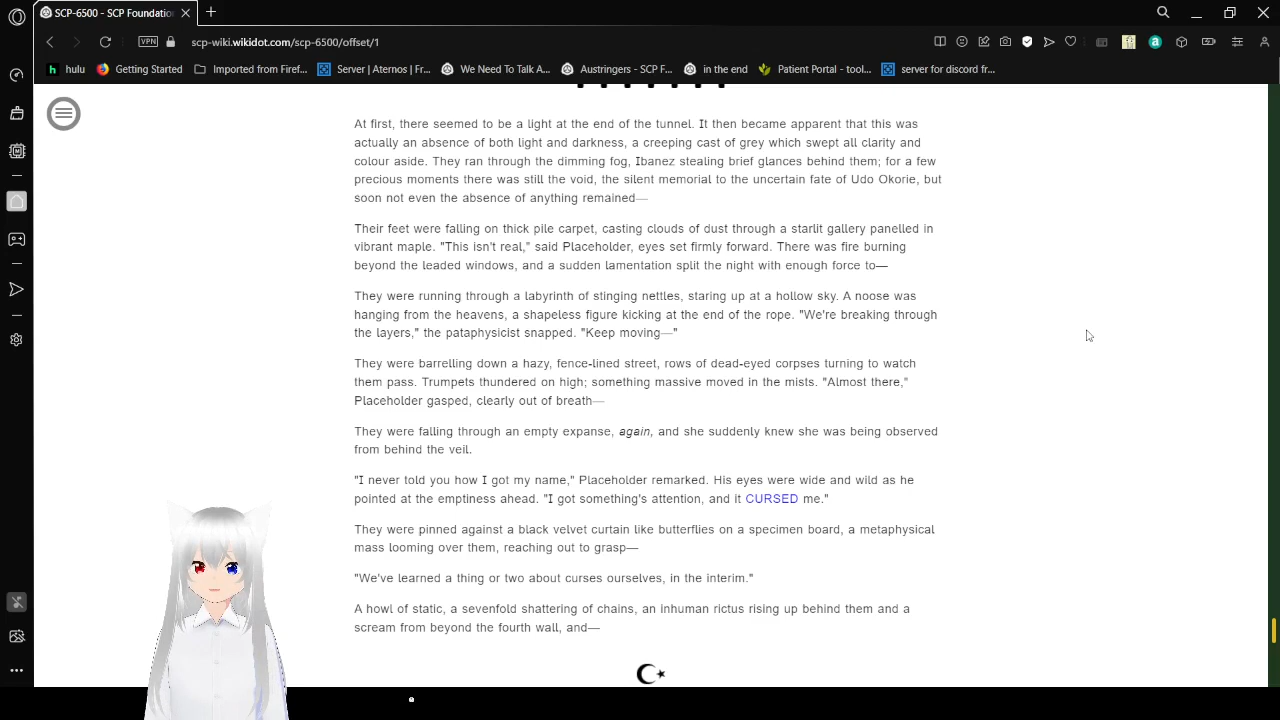 SCP-6500 - SCP Foundatio
scp-wiki.wikidot.com/scp-6500/offset/1
VPN
hulu
Getting Started
Imported from Firef...
Server | Aternos | Fr...
We Need To Talk A...
Austringers - SCP F...
in the end
Patient Portal - tool...
server for discord fr...
At first, there seemed to be a light at the end of the tunnel. It then became apparent that this was
actually an absence of both light and darkness, a creeping cast of grey which swept all clarity and
colour aside. They ran through the dimming fog, Ibanez stealing brief glances behind them; for a few
precious moments there was still the void, the silent memorial to the uncertain fate of Udo Okorie, but
soon not even the absence of anything remained—
Their feet were falling on thick pile carpet, casting clouds of dust through a starlit gallery panelled in
vibrant maple. "This isn't real," said Placeholder, eyes set firmly forward. There was fire burning
beyond the leaded windows, and a sudden lamentation split the night with enough force to—
They were running through a labyrinth of stinging nettles, staring up at a hollow sky. A noose was
hanging from the heavens, a shapeless figure kicking at the end of the rope. "We're breaking through
the layers," the pataphysicist snapped. "Keep moving—"
They were barrelling down a hazy, fence-lined street, rows of dead-eyed corpses turning to watch
them pass. Trumpets thundered on high; something massive moved in the mists. "Almost there,"
Placeholder gasped, clearly out of breath—
They were falling through an empty expanse, again, and she suddenly knew she was being observed
from behind the veil.
"I never told you how I got my name," Placeholder remarked. His eyes were wide and wild as he
pointed at the emptiness ahead. "I got something's attention, and it CURSED me."
They were pinned against a black velvet curtain like butterflies on a specimen board, a metaphysical
mass looming over them, reaching out to grasp—
"We've learned a thing or two about curses ourselves, in the interim."
A howl of static, a sevenfold shattering of chains, an inhuman rictus rising up behind them and a
scream from beyond the fourth wall, and—